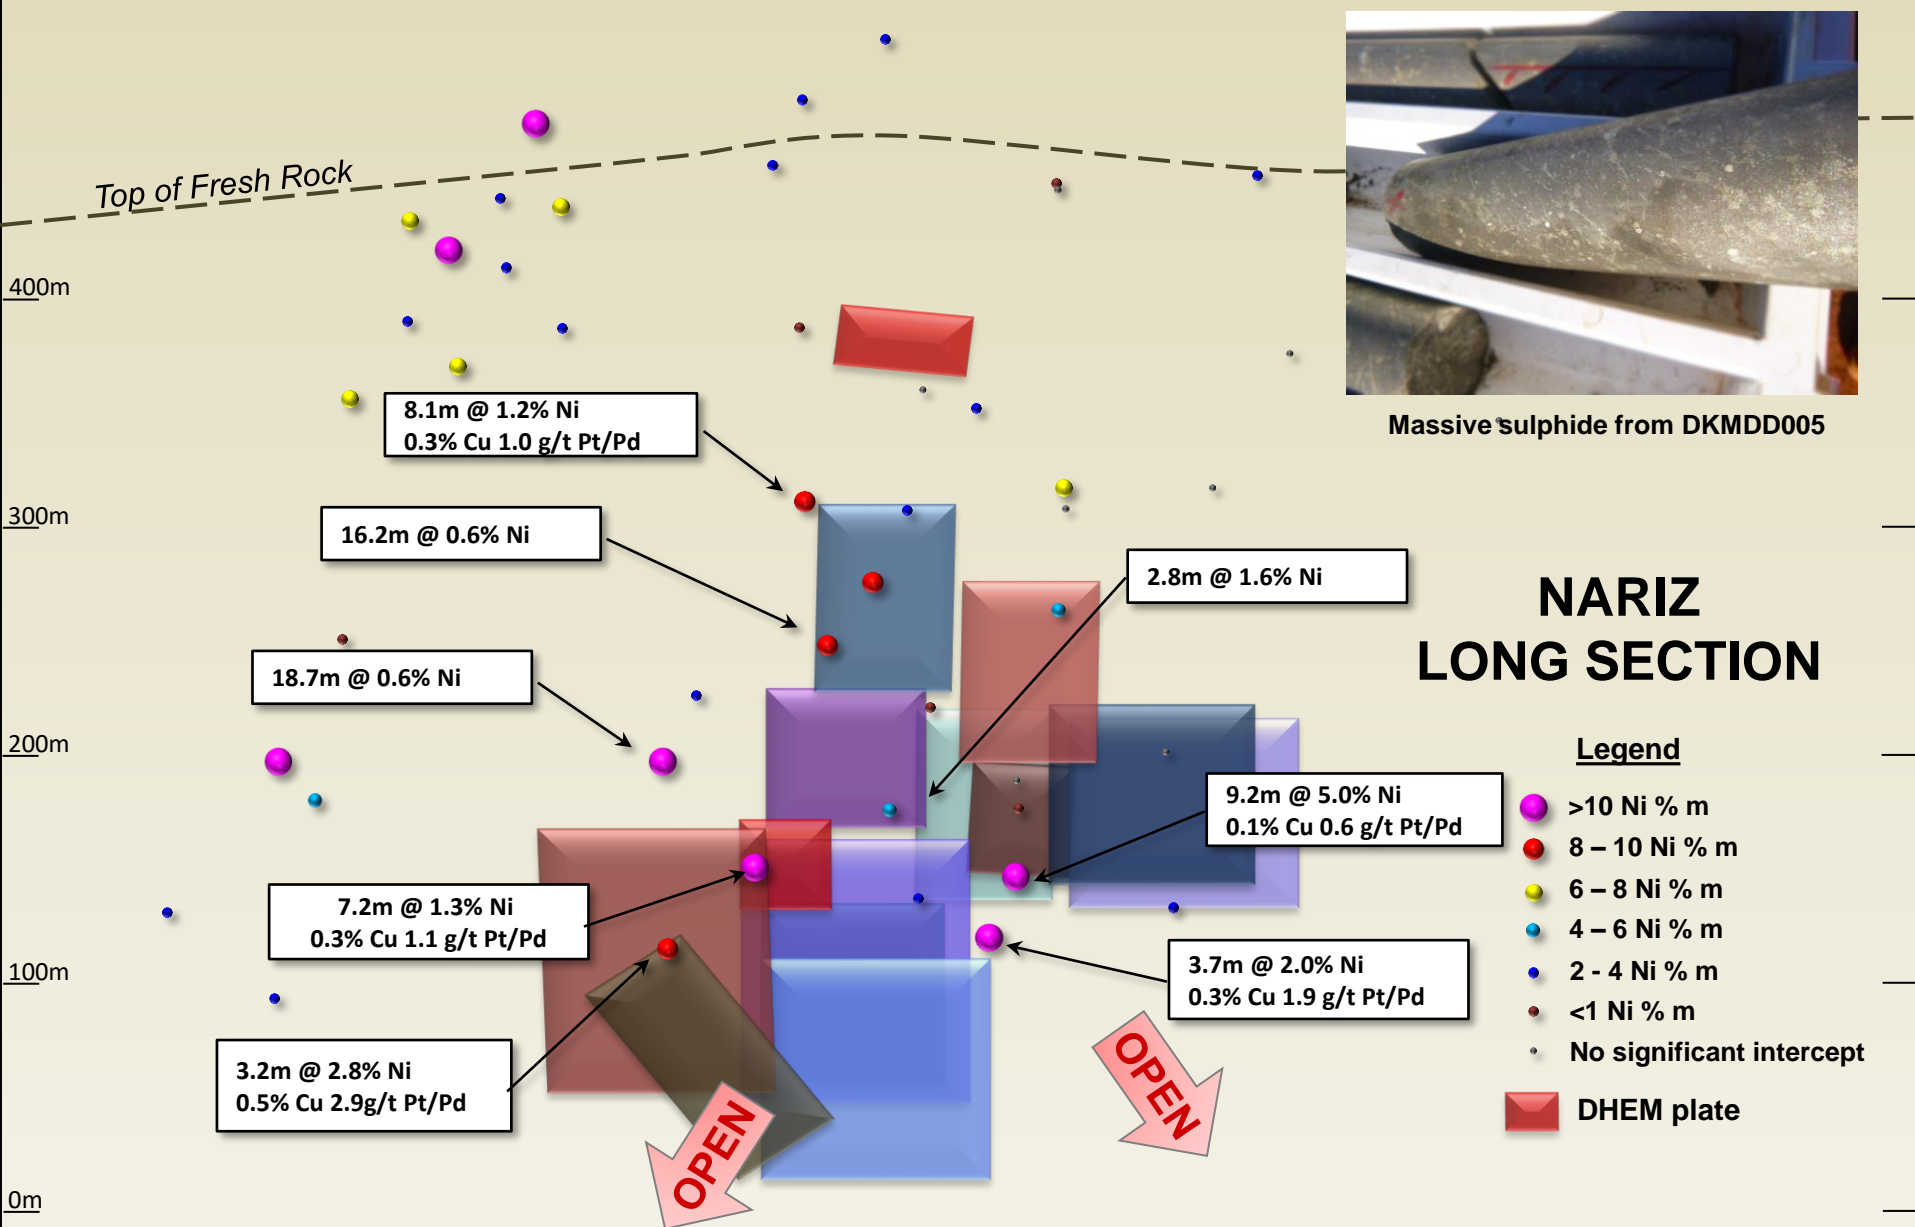 Top of Fresh Rock
400m
Massive sulphide from DKMDD005
8.1m @ 1.2% Ni
0.3% Cu 1.0 g/t Pt/Pd
300m
16.2m @ 0.6% Ni
2.8m @ 1.6% Ni
NARIZ
LONG SECTION
18.7m @ 0.6% Ni
200m
9.2m @ 5.0% Ni
0.1% Cu 0.6 g/t Pt/Pd
Legend
>10 Ni % m
8 – 10 Ni % m
6 – 8 Ni % m
4 – 6 Ni % m
2 - 4 Ni % m
<1 Ni % m
No significant intercept
DHEM plate
7.2m @ 1.3% Ni
0.3% Cu 1.1 g/t Pt/Pd
100m
3.7m @ 2.0% Ni
0.3% Cu 1.9 g/t Pt/Pd
3.2m @ 2.8% Ni
0.5% Cu 2.9g/t Pt/Pd
OPEN
OPEN
0m